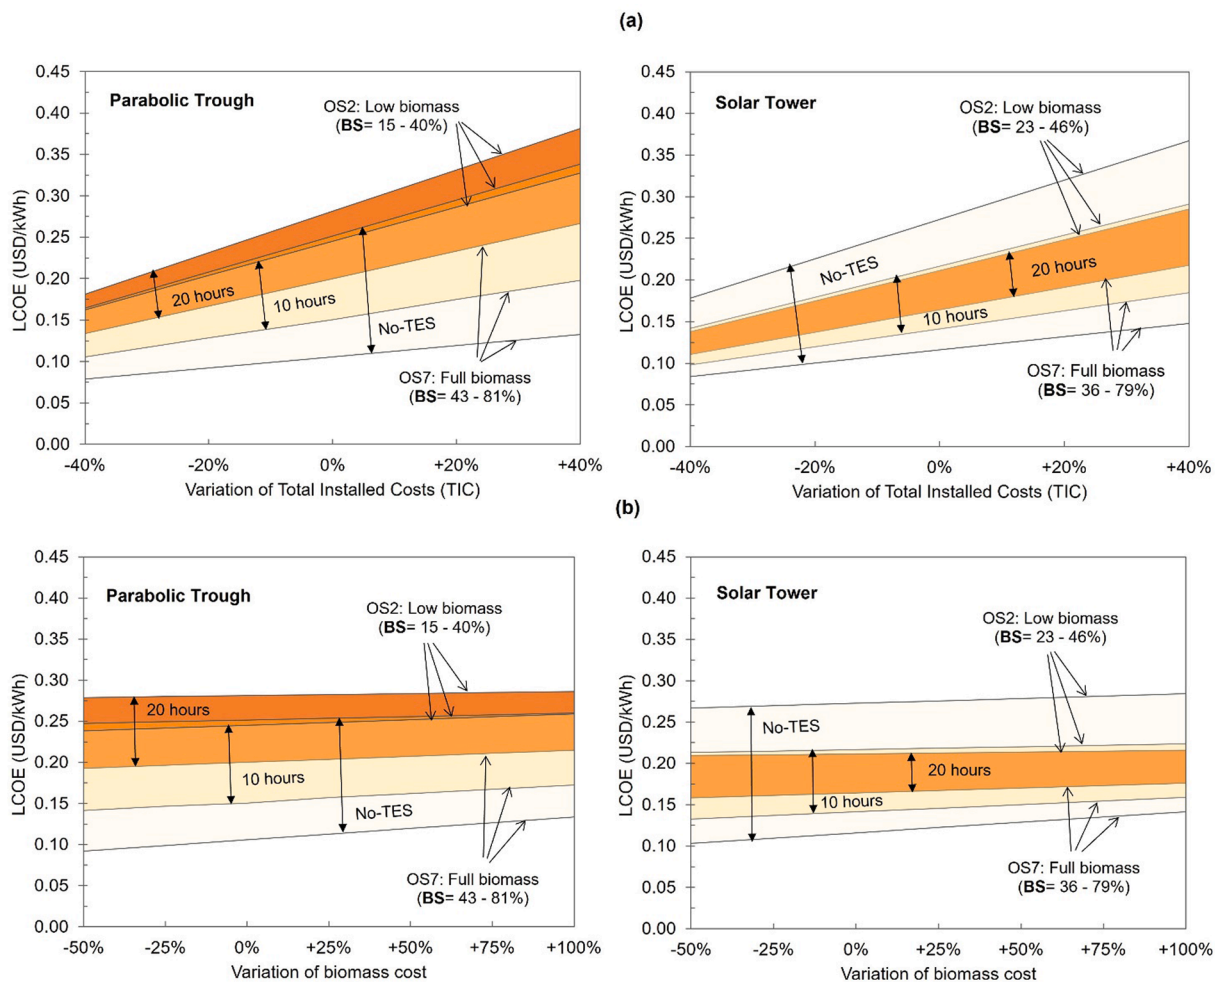 (a)
Parabolic Trough
OS2: Low biomass
(BS= 15 - 40%)
20 hours
10 hours
No-TES
OS7: Full biomass
(BS= 43 - 81%)
LCOE (USD/kWh)
0.45
0.40
0.35
0.30
0.25
0.20
0.15
0.10
0.05
0.00
-40%
-20%
0%
+20%
+40%
Variation of Total Installed Costs (TIC)
Solar Tower
OS2: Low biomass
(BS= 23 - 46%)
No-TES
20 hours
10 hours
OS7: Full biomass
(BS= 36 - 79%)
LCOE (USD/kWh)
0.45
0.40
0.35
0.30
0.25
0.20
0.15
0.10
0.05
0.00
-40%
-20%
0%
+20%
+40%
Variation of Total Installed Costs (TIC)
(b)
Parabolic Trough
OS2: Low biomass
(BS= 15 - 40%)
20 hours
10 hours
No-TES
OS7: Full biomass
(BS= 43 - 81%)
LCOE (USD/kWh)
0.45
0.40
0.35
0.30
0.25
0.20
0.15
0.10
0.05
0.00
-50%
-25%
0%
+25%
+50%
+75%
+100%
Variation of biomass cost
Solar Tower
OS2: Low biomass
(BS= 23 - 46%)
No-TES
20 hours
10 hours
OS7: Full biomass
(BS= 36 - 79%)
LCOE (USD/kWh)
0.45
0.40
0.35
0.30
0.25
0.20
0.15
0.10
0.05
0.00
-50%
-25%
0%
+25%
+50%
+75%
+100%
Variation of biomass cost